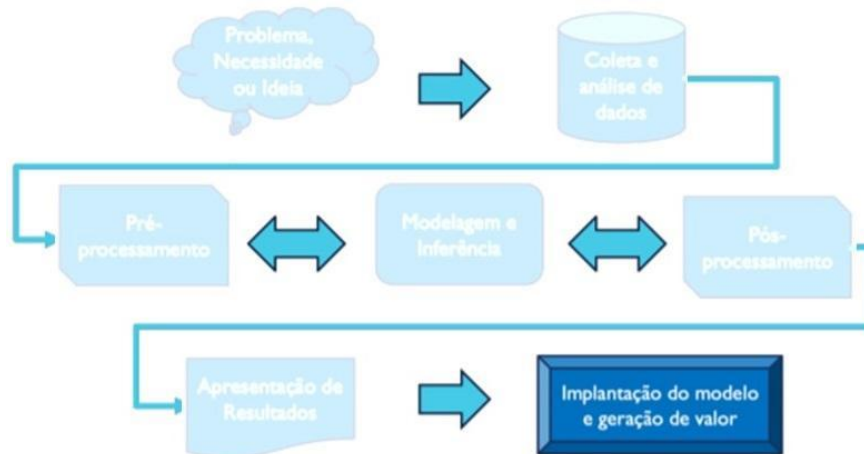 Problema,
Necessidade
ou Ideia
Coleta e
análise de
dados
Pré-
processamento
Modelagem e
Inferência
Pós-
processamento
Apresentação de
Resultados
Implantação do modelo
e geração de valor